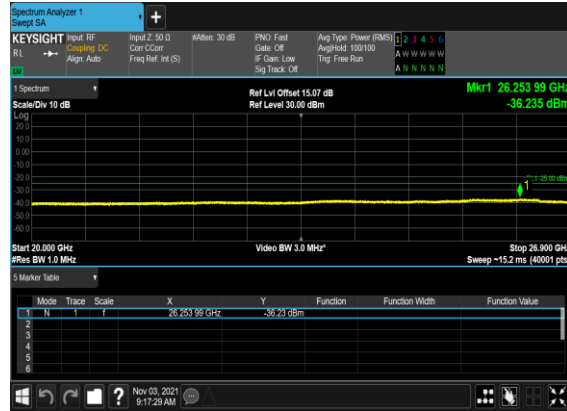 Spectrum Analyzer 1
Swept SA
+
KEYSIGHT Input: RF Input Z: 50 Ω #Atten: 30 dB PNO: Fast Avg Type: Power (RMS) 1 2 3 4 5 6
RL Coupling: DC Corr CCorr Gate: Off Avg|Hold: 100/100 A W W W W W
Align: Auto Freq Ref: Int (S) IF Gain: Low Trig: Free Run
Sig Track: Off A N N N N N
1 Spectrum Ref Lvl Offset 15.07 dB Mkr1 26.253 99 GHz
Scale/Div 10 dB Ref Level 30.00 dBm -36.235 dBm
Log
20.0
10.0
0.00
-10.0
-20.0
-30.0
-40.0
-50.0
-60.0
1
Start 20.000 GHz Video BW 3.0 MHz* Stop 26.900 GHz
#Res BW 1.0 MHz Sweep ~15.2 ms (40001 pts)
5 Marker Table
Mode Trace Scale X Y Function Function Width Function Value
1 N 1 f 26.253 99 GHz -36.23 dBm
2
3
4
5
6
? Nov 03, 2021
9:17:29 AM